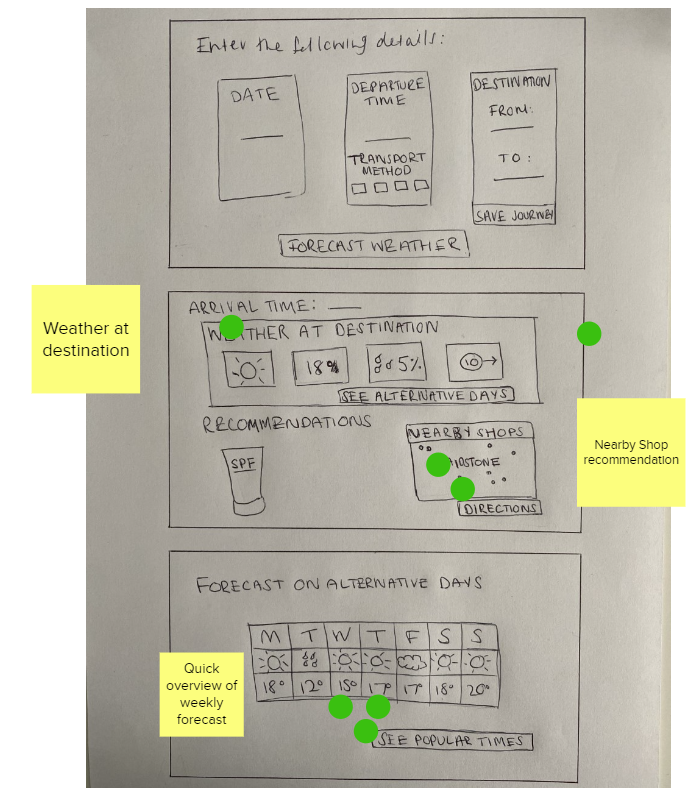 Enter the following details:
DATE
DEPARTURE
TIME
TRANSPORT
METHOD
DESTINATION
FROM:
TO:
SAVE JOURNEY
FORECAST WEATHER
Weather at
destination
ARRIVAL TIME:
WEATHER AT DESTINATION
18°
5%
10
SEE ALTERNATIVE DAYS
RECOMMENDATIONS
SPF
NEARBY SHOPS
IDSTONE
DIRECTIONS
Nearby Shop
recommendation
FORECAST ON ALTERNATIVE DAYS
M T W T F S S
18° 12° 15° 17° 17° 18° 20°
Quick
overview of
weekly
forecast
SEE POPULAR TIMES